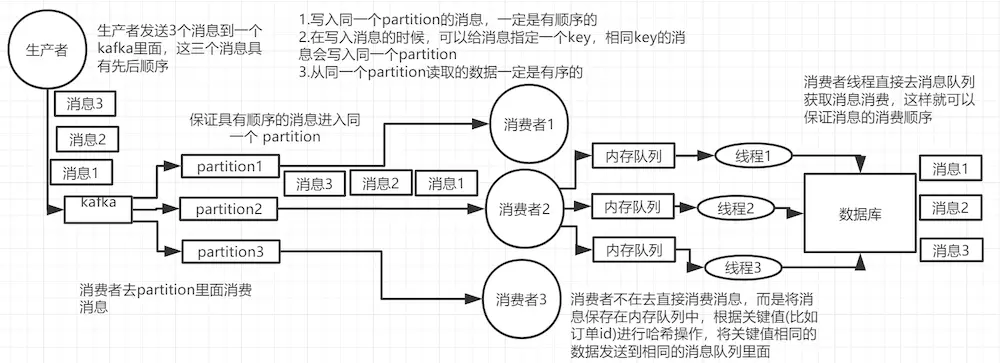 生产者
生产者发送3个消息到一个
kafka里面，这三个消息具
有先后顺序
1.写入同一个partition的消息，一定是有顺序的
2.在写入消息的时候，可以给消息指定一个key，相同key的消
息会写入同一个partition
3.从同一个partition读取的数据一定是有序的
消费者线程直接去消息队列
获取消息消费，这样就可以
保证消息的消费顺序
消息3
消息2
消息1
保证具有顺序的消息进入同
一个 partition
kafka
partition1
partition2
partition3
消息3
消息2
消息1
消费者1
消费者2
消费者3
内存队列
内存队列
内存队列
线程1
线程2
线程3
数据库
消息1
消息2
消息3
消费者去partition里面消费
消息
消费者不在去直接消费消息，而是将消
息保存在内存队列中，根据关键值(比如
订单id)进行哈希操作，将关键值相同的
数据发送到相同的消息队列里面